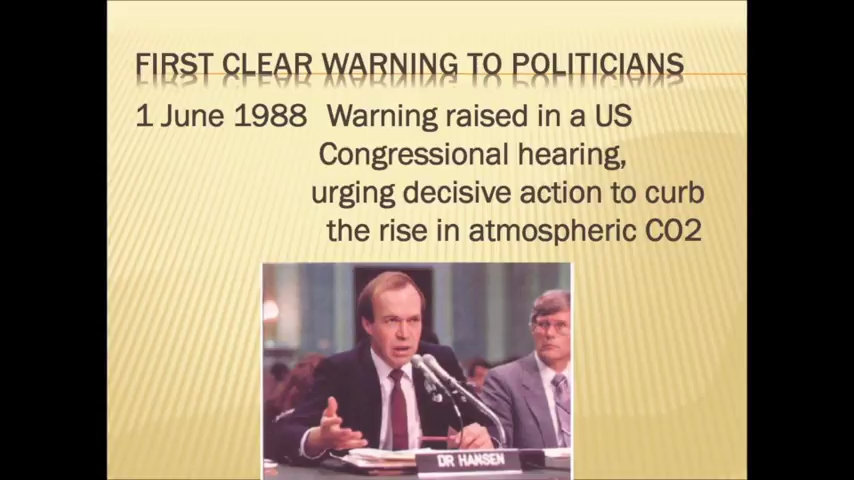 FIRST CLEAR WARNING TO POLITICIANS
1 June 1988 Warning raised in a US
Congressional hearing,
urging decisive action to curb
the rise in atmospheric CO2
DR HANSEN